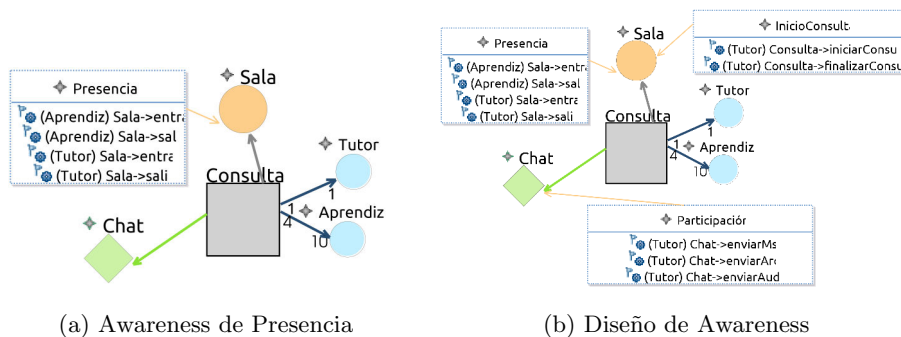 Sala
Presencia
(Aprendiz) Sala->entra
(Aprendiz) Sala->sal
(Tutor) Sala->entra
(Tutor) Sala->sali
Tutor
Consulta
1
1
Aprendiz
4
10
Chat
(a) Awareness de Presencia
InicioConsulta
(Tutor) Consulta->iniciarConsu
(Tutor) Consulta->finalizarConsu
Sala
Presencia
(Aprendiz) Sala->entra
(Aprendiz) Sala->sal
(Tutor) Sala->entra
(Tutor) Sala->sali
Tutor
Consulta
1
1
Aprendiz
4
10
Chat
Participación
(Tutor) Chat->enviarMs
(Tutor) Chat->enviarArc
(Tutor) Chat->enviarAud
(b) Diseño de Awareness